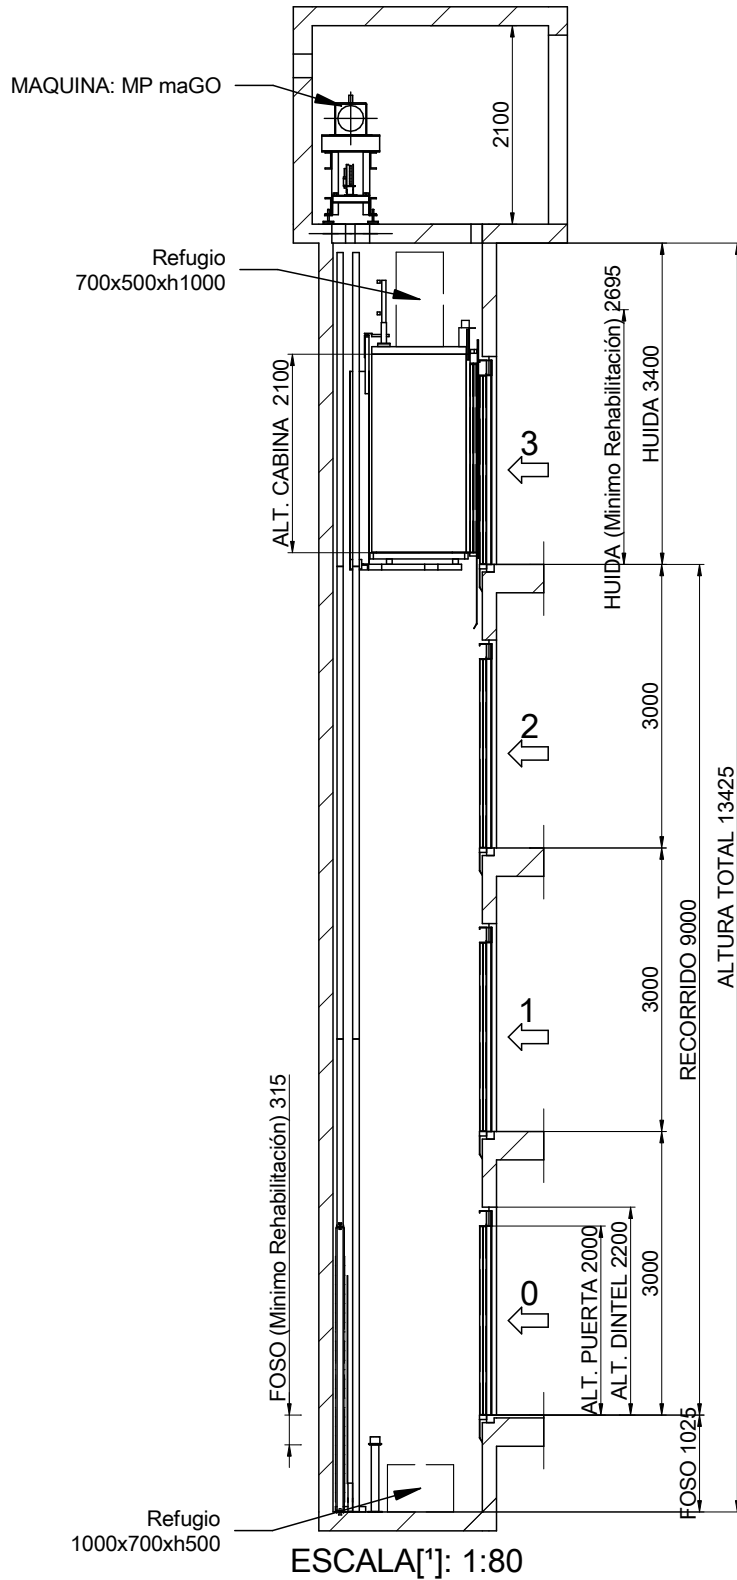 MAQUINA: MP maGO
2100
Refugio
700x500xh1000
HUIDA (Minimo Rehabilitación) 2695
HUIDA 3400
ALT. CABINA 2100
3
3000
2
ALTURA TOTAL 13425
RECORRIDO 9000
3000
1
FOSO (Minimo Rehabilitación) 315
3000
ALT. PUERTA 2000
ALT. DINTEL 2200
0
FOSO 1025
Refugio
1000x700xh500
ESCALA[¹]: 1:80